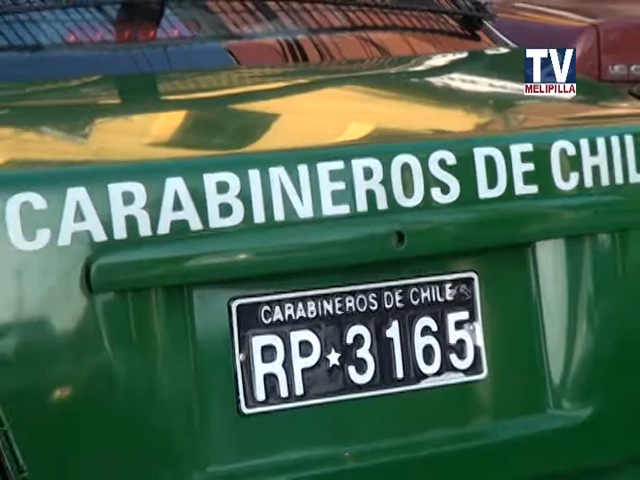 TV
MELIPILLA
CARABINEROS DE CHIL
CARABINEROS DE CHILE
RP★3165